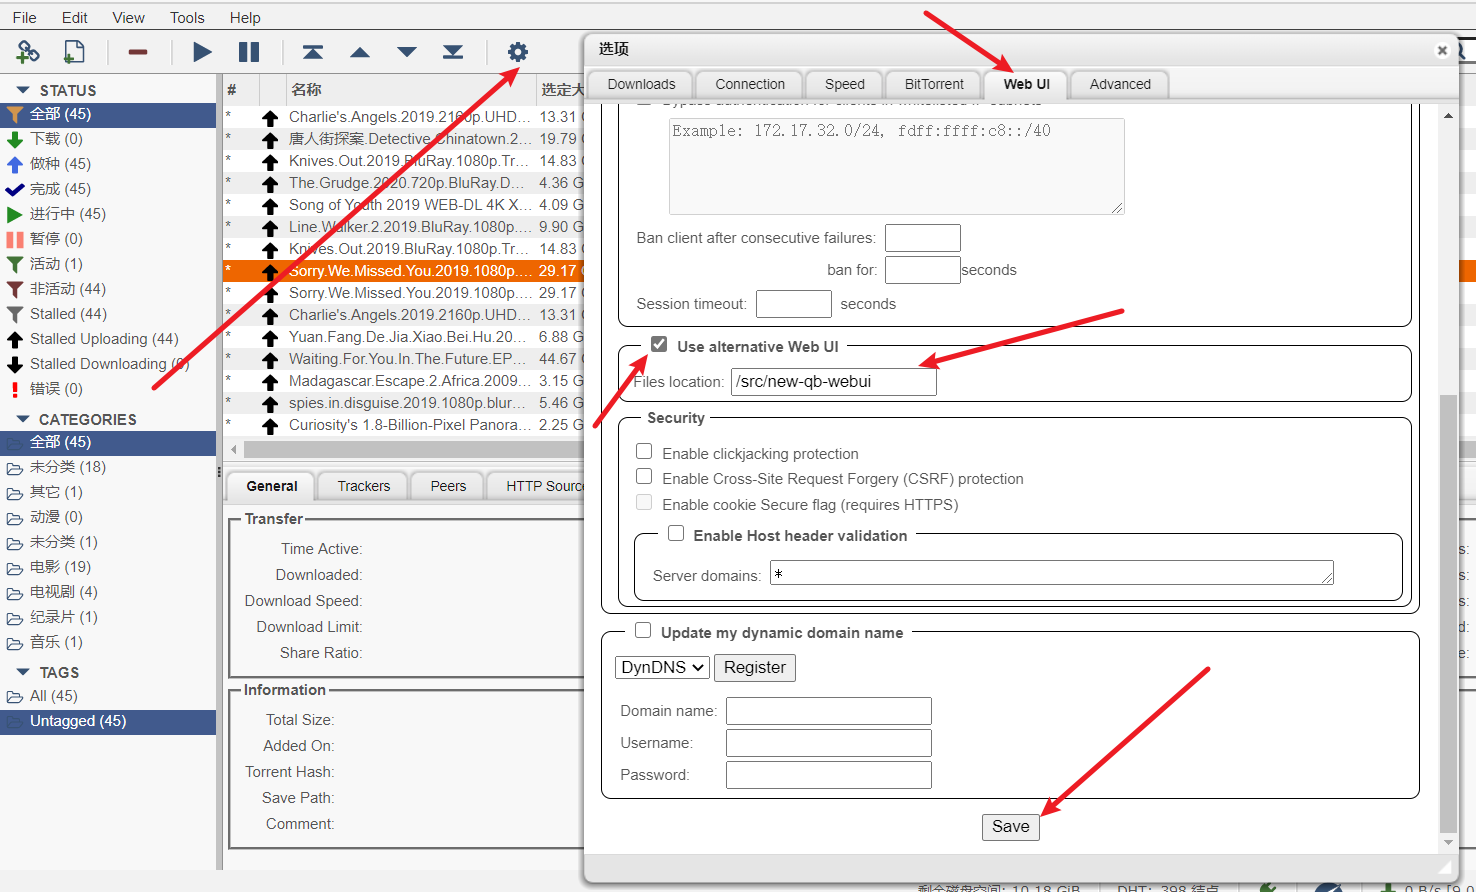 File Edit View Tools Help
STATUS
全部 (45)
下载 (0)
做种 (45)
完成 (45)
进行中 (45)
暂停 (0)
活动 (1)
非活动 (44)
Stalled (44)
Stalled Uploading (44)
Stalled Downloading (0)
错误 (0)
CATEGORIES
全部 (45)
未分类 (18)
其它 (1)
动漫 (0)
未分类 (1)
电影 (19)
电视剧 (4)
纪录片 (1)
音乐 (1)
TAGS
All (45)
Untagged (45)
# 名称 选定大
* Charlie's.Angels.2019.2160p.UHD... 13.31 G
* 唐人街探案.Detective.Chinatown.2... 19.79 G
* Knives.Out.2019.BluRay.1080p.Tr... 14.83 G
* The.Grudge.2020.720p.BluRay.D... 4.36 G
* Song of Youth 2019 WEB-DL 4K X... 4.09 G
* Line.Walker.2.2019.BluRay.1080p.... 9.90 G
* Knives.Out.2019.BluRay.1080p.Tr... 14.83 G
* Sorry.We.Missed.You.2019.1080p.... 29.17 G
* Sorry.We.Missed.You.2019.1080p.... 29.17 G
* Charlie's.Angels.2019.2160p.UHD... 13.31 G
* Yuan.Fang.De.Jia.Xiao.Bei.Hu.20... 6.88 G
* Waiting.For.You.In.The.Future.EP... 44.67 G
* Madagascar.Escape.2.Africa.2009... 3.15 G
* spies.in.disguise.2019.1080p.blur... 5.46 G
* Curiosity's 1.8-Billion-Pixel Panora... 2.25 G
General Trackers Peers HTTP Source
Transfer
Time Active:
Downloaded:
Download Speed:
Download Limit:
Share Ratio:
Information
Total Size:
Added On:
Torrent Hash:
Save Path:
Comment:
选项
Downloads Connection Speed BitTorrent Web UI Advanced
Bypass authentication for clients in whitelisted IP subnets
Example: 172.17.32.0/24, fdff:ffff:c8::/40
Ban client after consecutive failures:
ban for: seconds
Session timeout: seconds
Use alternative Web UI
Files location: /src/new-qb-webui
Security
Enable clickjacking protection
Enable Cross-Site Request Forgery (CSRF) protection
Enable cookie Secure flag (requires HTTPS)
Enable Host header validation
Server domains: *
Update my dynamic domain name
DynDNS Register
Domain name:
Username:
Password:
Save
s:
s:
s:
d:
e:
剩余磁盘空间: 10.18 GiB DHT: 398 结点 0 B/s [9.0